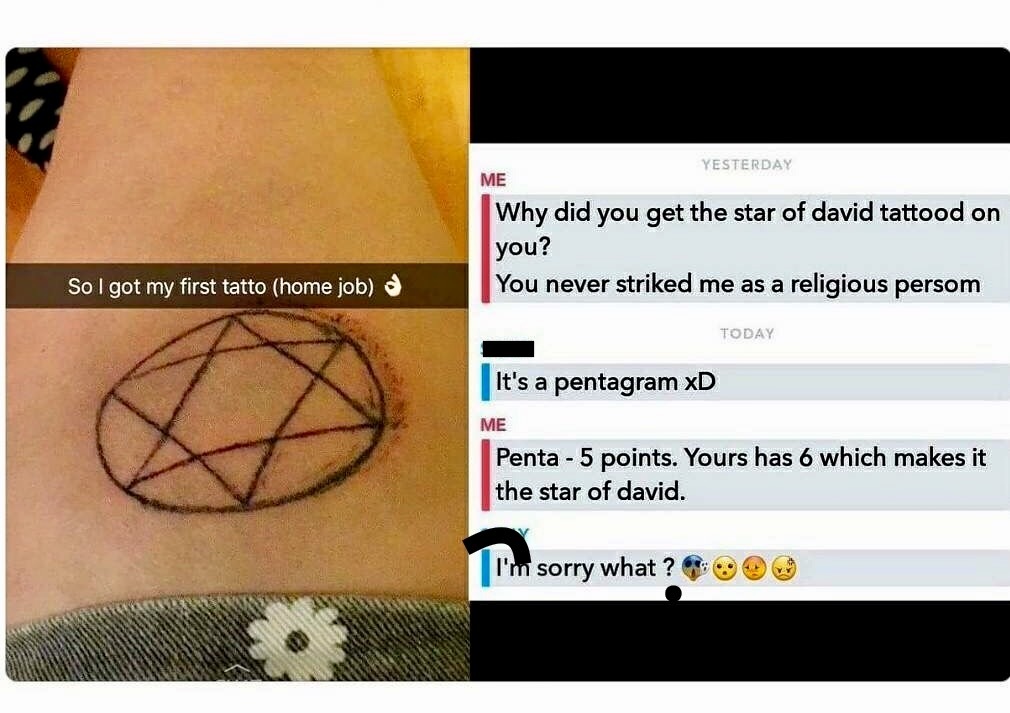 So I got my first tatto (home job) 👌
YESTERDAY
ME
Why did you get the star of david tattood on
you?
You never striked me as a religious persom
TODAY
It's a pentagram xD
ME
Penta - 5 points. Yours has 6 which makes it
the star of david.
I'm sorry what ? 😱😯😡😠